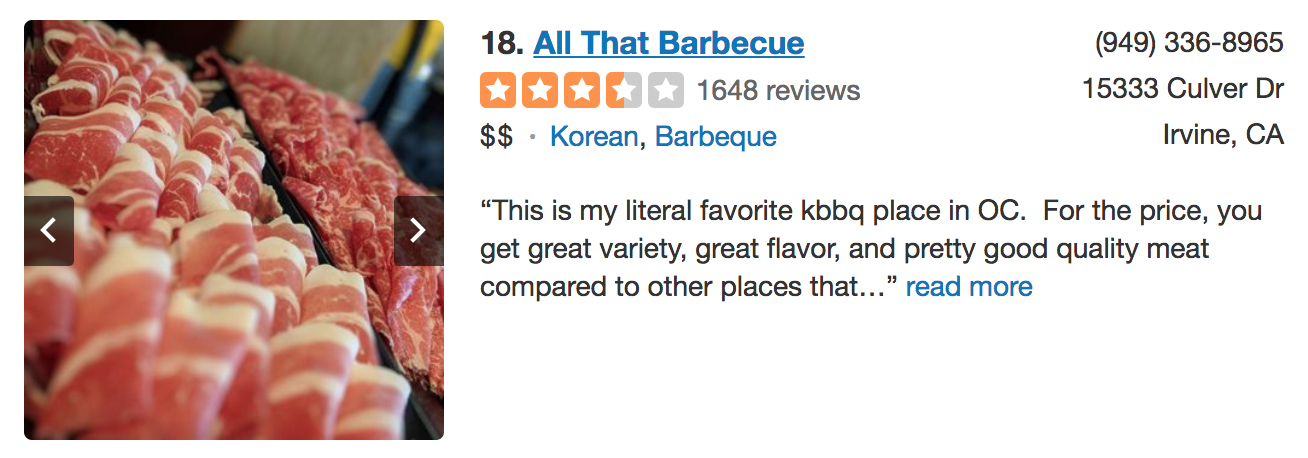 18. All That Barbecue
(949) 336-8965
1648 reviews
15333 Culver Dr
$$ · Korean, Barbeque
Irvine, CA
“This is my literal favorite kbbq place in OC.  For the price, you
get great variety, great flavor, and pretty good quality meat
compared to other places that…” read more